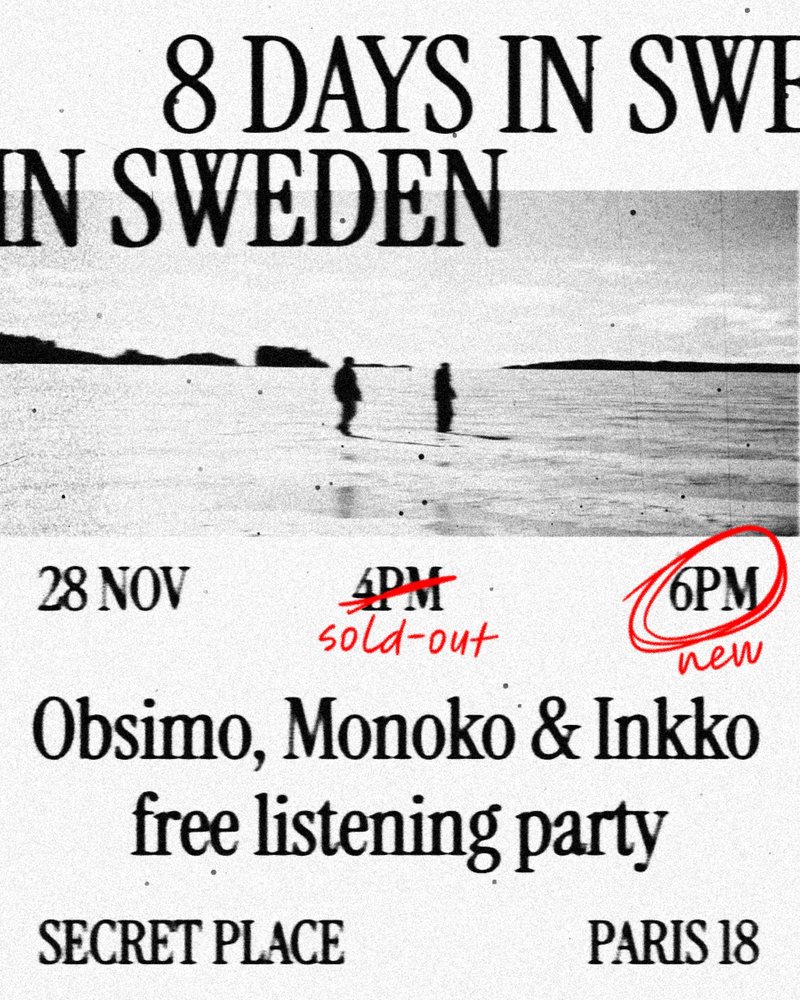 8 DAYS IN SWE
IN SWEDEN
28 NOV 4PM 6PM
sold-out new
Obsimo, Monoko & Inkko
free listening party
SECRET PLACE PARIS 18